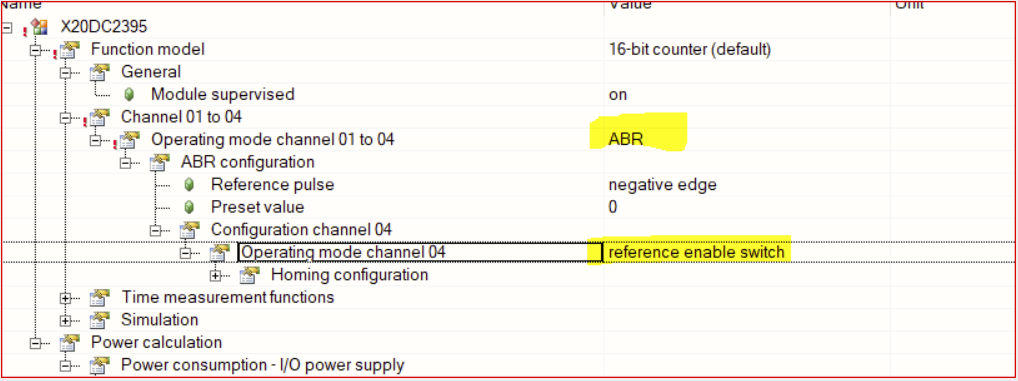 Name Value Unit
X20DC2395
Function model 16-bit counter (default)
General
Module supervised on
Channel 01 to 04
Operating mode channel 01 to 04 ABR
ABR configuration
Reference pulse negative edge
Preset value 0
Configuration channel 04
Operating mode channel 04 reference enable switch
Homing configuration
Time measurement functions
Simulation
Power calculation
Power consumption - I/O power supply